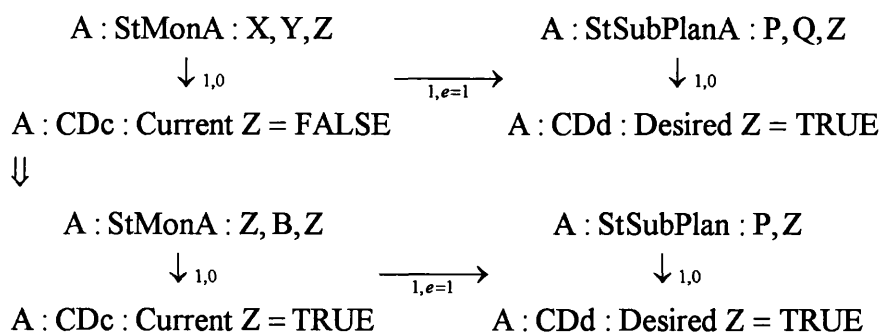 A : StMonA : X, Y, Z   A : StSubPlanA : P, Q, Z
↓ 1,0   ⟶ 1,e=1   ↓ 1,0
A : CDc : Current Z = FALSE   A : CDd : Desired Z = TRUE
⇓
A : StMonA : Z, B, Z   A : StSubPlan : P, Z
↓ 1,0   ⟶ 1,e=1   ↓ 1,0
A : CDc : Current Z = TRUE   A : CDd : Desired Z = TRUE